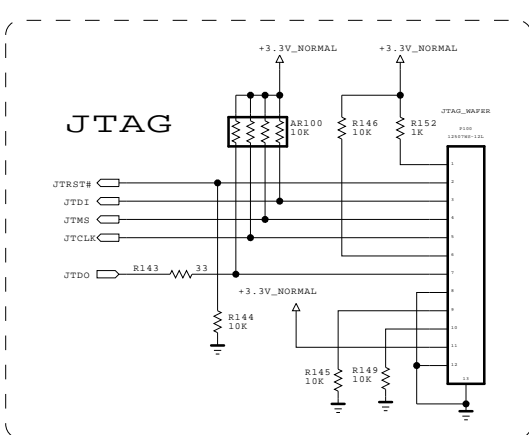 +3.3V_NORMAL
+3.3V_NORMAL
JTAG_WAFER
P100
12507WS-12L
JTAG
AR100
10K
R146
10K
R152
1K
1
JTRST#
2
JTDI
3
JTMS
4
JTCLK
5
6
JTDO
R143
33
7
+3.3V_NORMAL
8
9
R144
10K
10
11
R145
10K
R149
10K
12
13